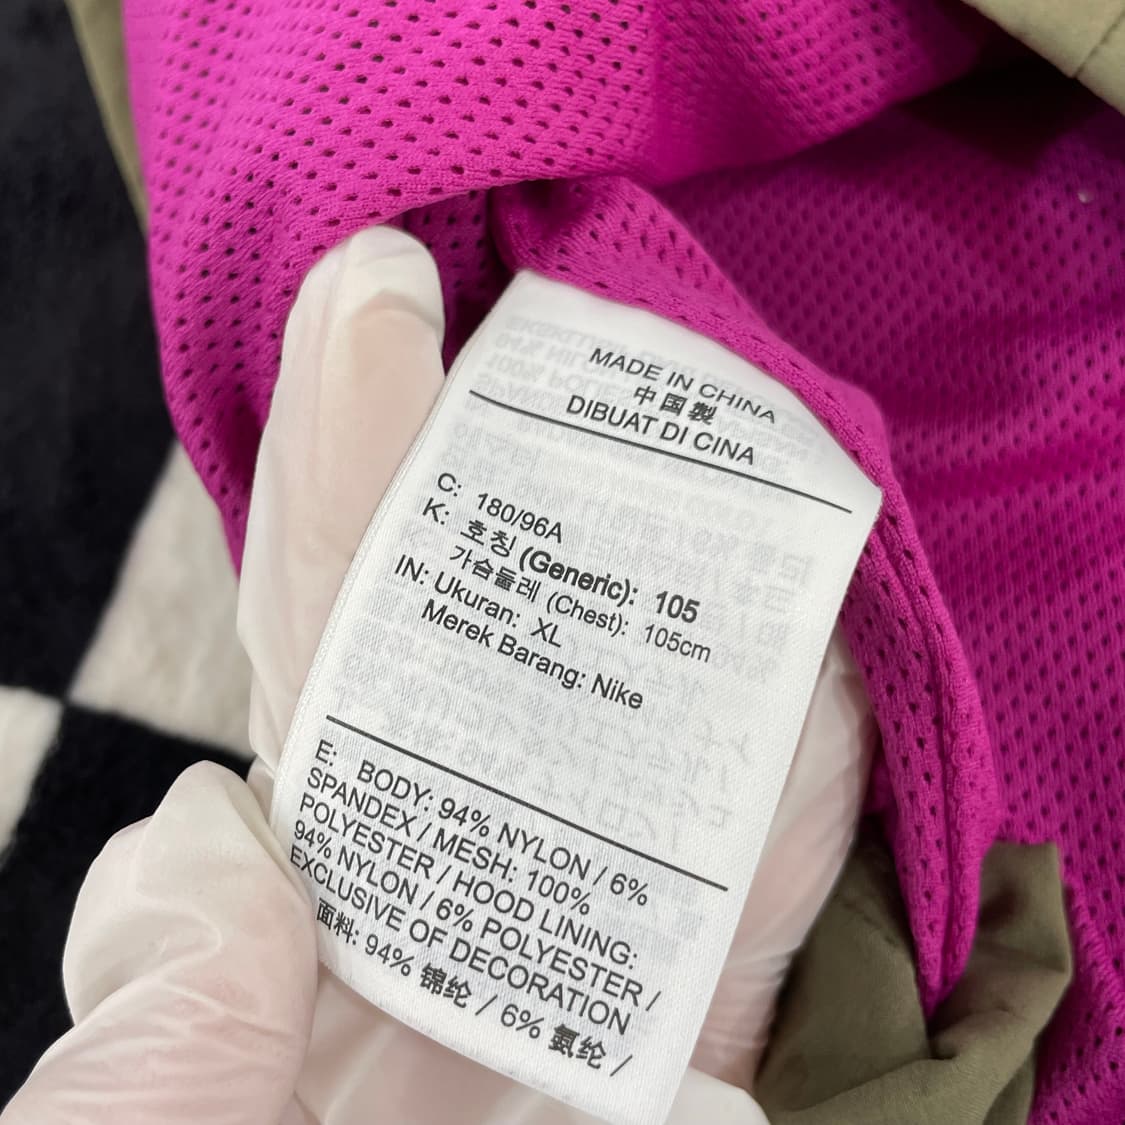 MADE IN CHINA
中国製
DIBUAT DI CINA
C: 180/96A
K: 호칭 (Generic): 105
가슴둘레 (Chest): 105cm
IN: Ukuran: XL
Merek Barang: Nike
E: BODY: 94% NYLON / 6%
SPANDEX / MESH: 100%
POLYESTER / HOOD LINING:
94% NYLON / 6% POLYESTER /
EXCLUSIVE OF DECORATION
面料: 94% 锦纶 / 6% 氨纶 /